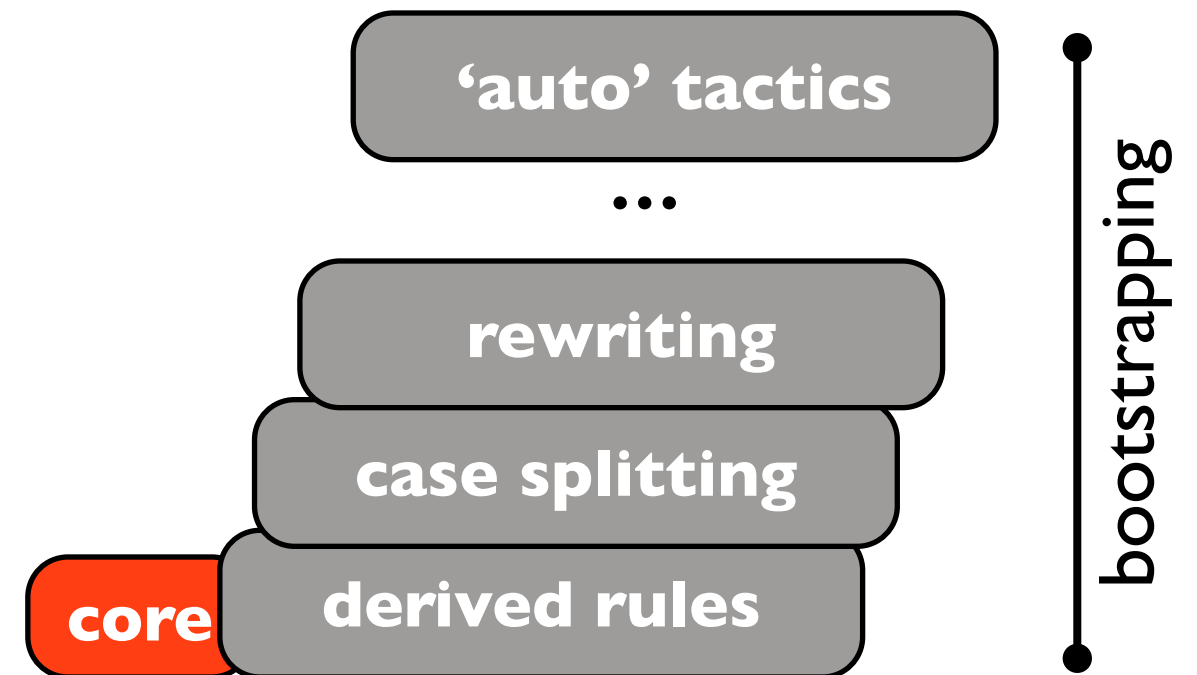 ‘auto’ tactics
...
rewriting
case splitting
derived rules
core
bootstrapping